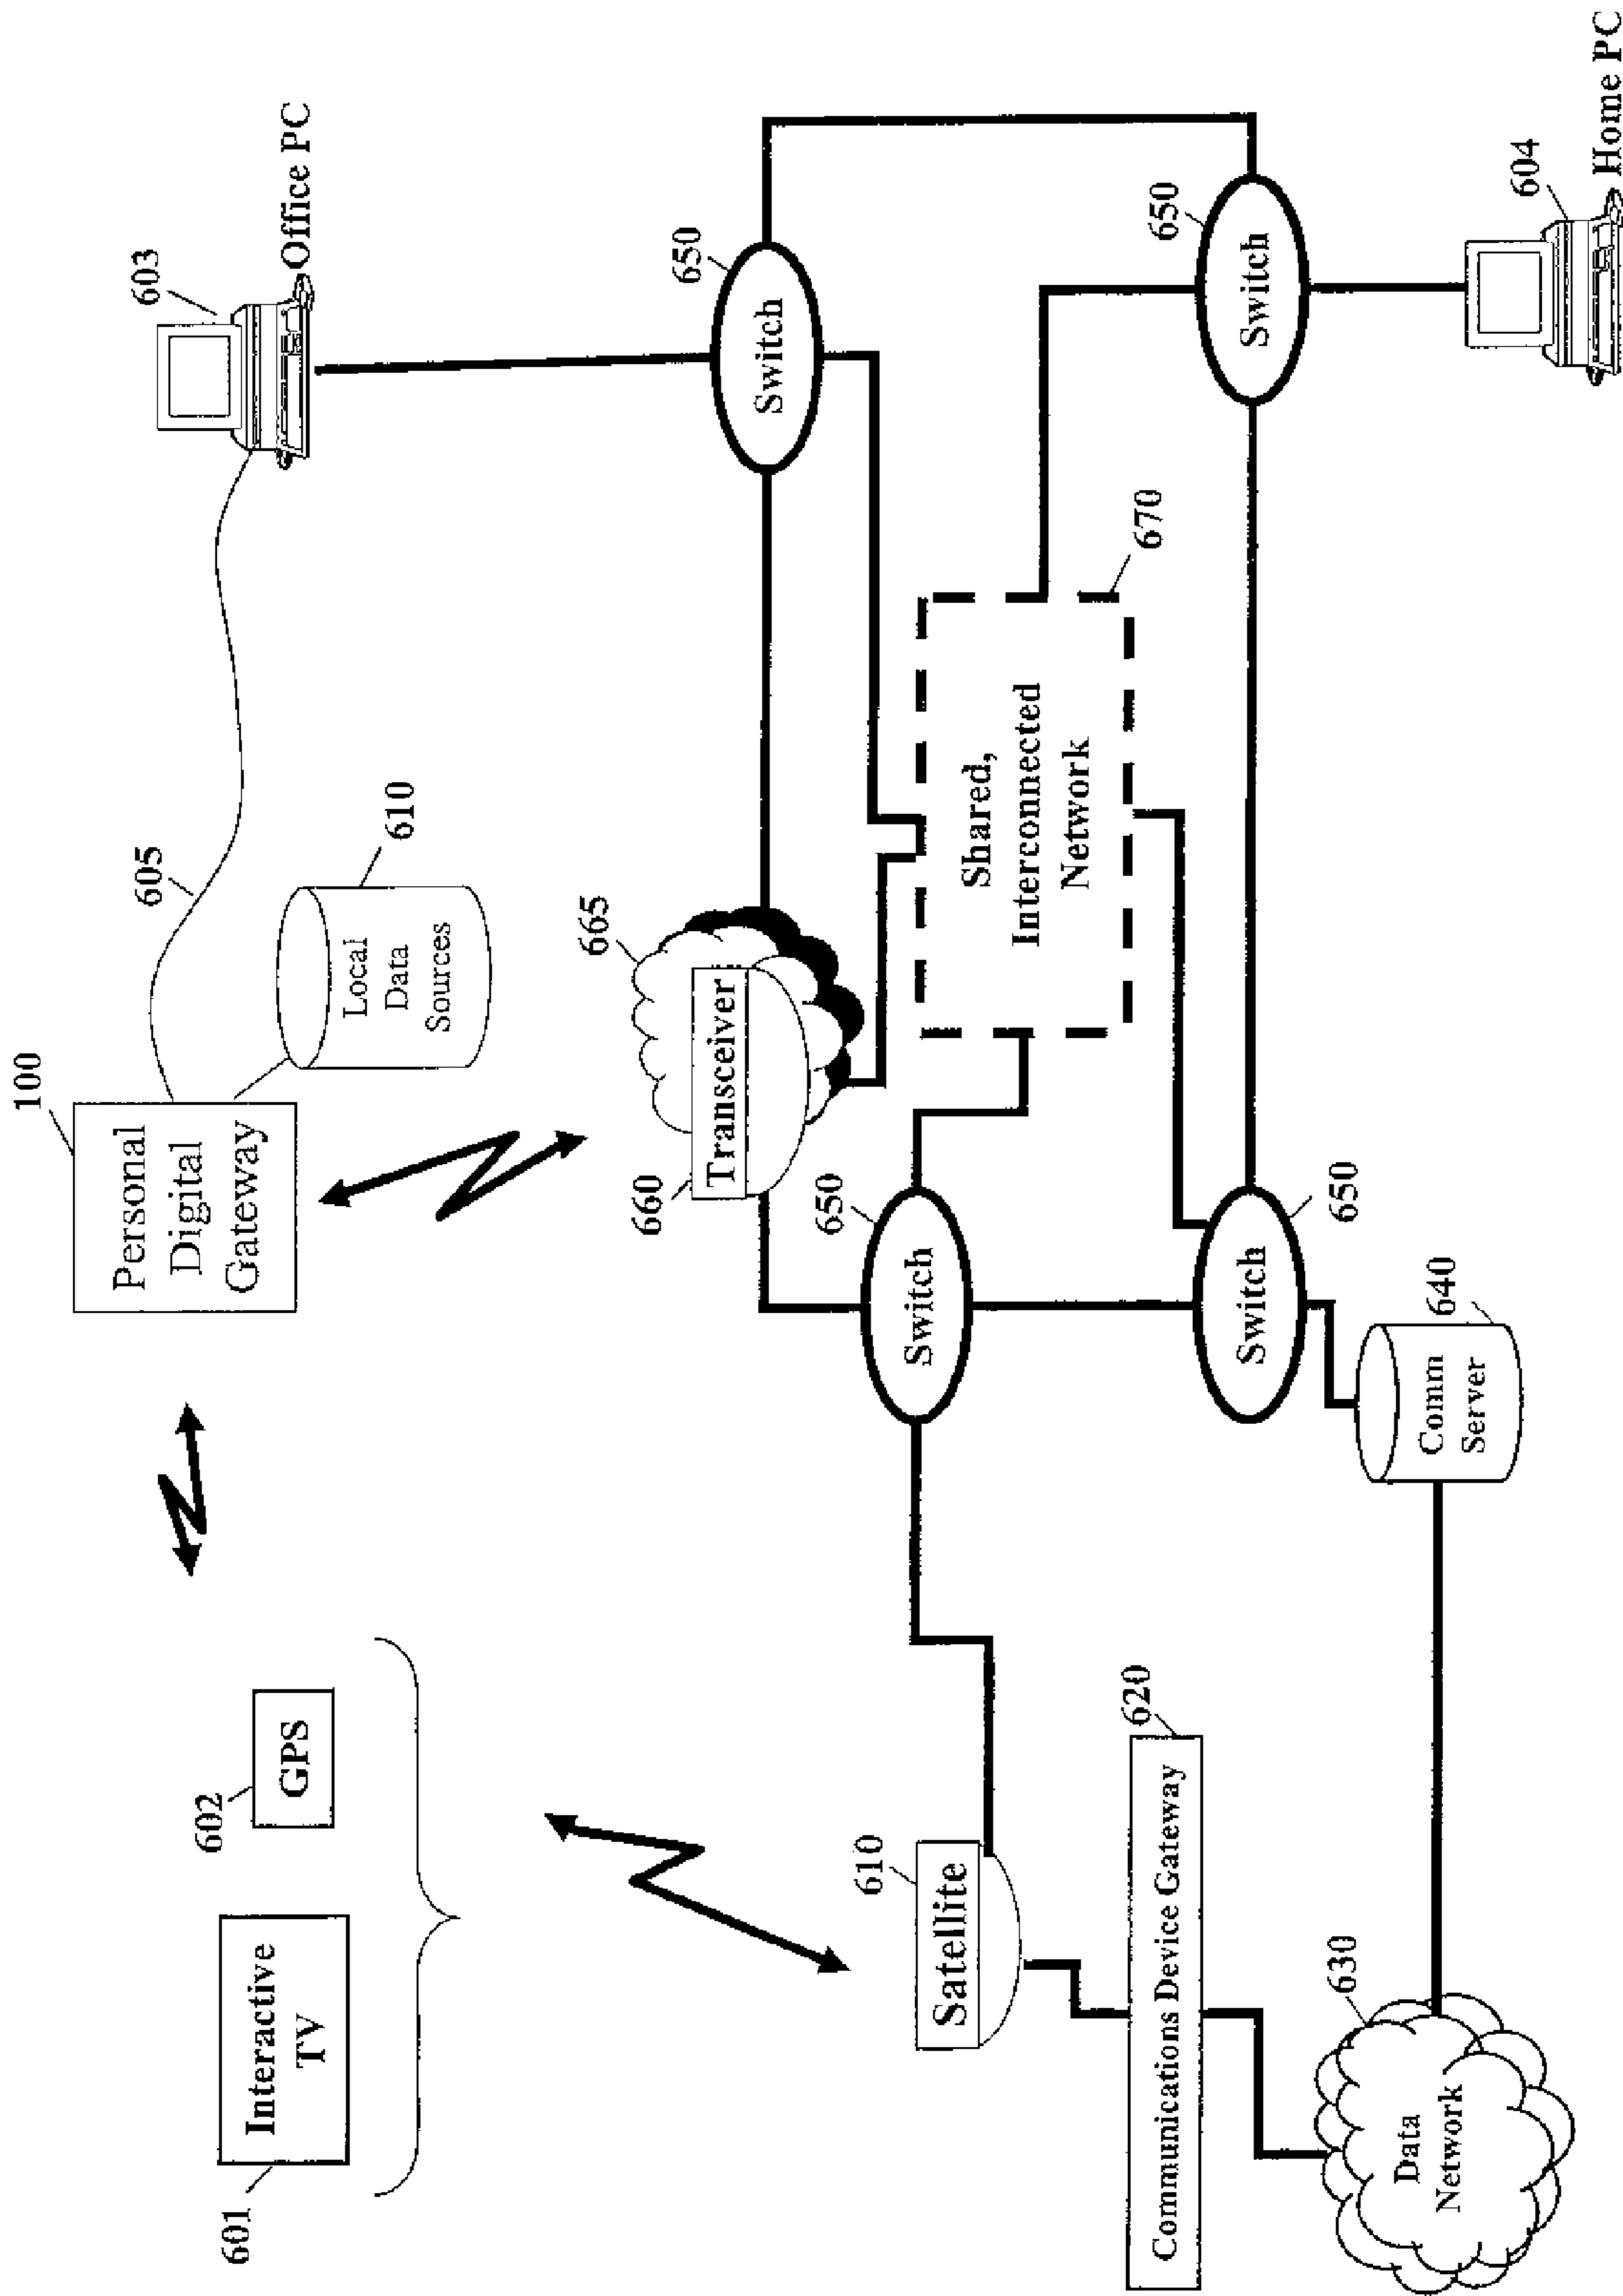 601
Interactive
TV
602
GPS
100
Personal
Digital
Gateway
605
610
Local
Data
Sources
603
Office PC
610
Satellite
620
Communications Device Gateway
630
Data
Network
660
Transceiver
665
650
Switch
650
Switch
650
Switch
650
Switch
Shared,
Interconnected
Network
670
640
Comm
Server
604
Home PC